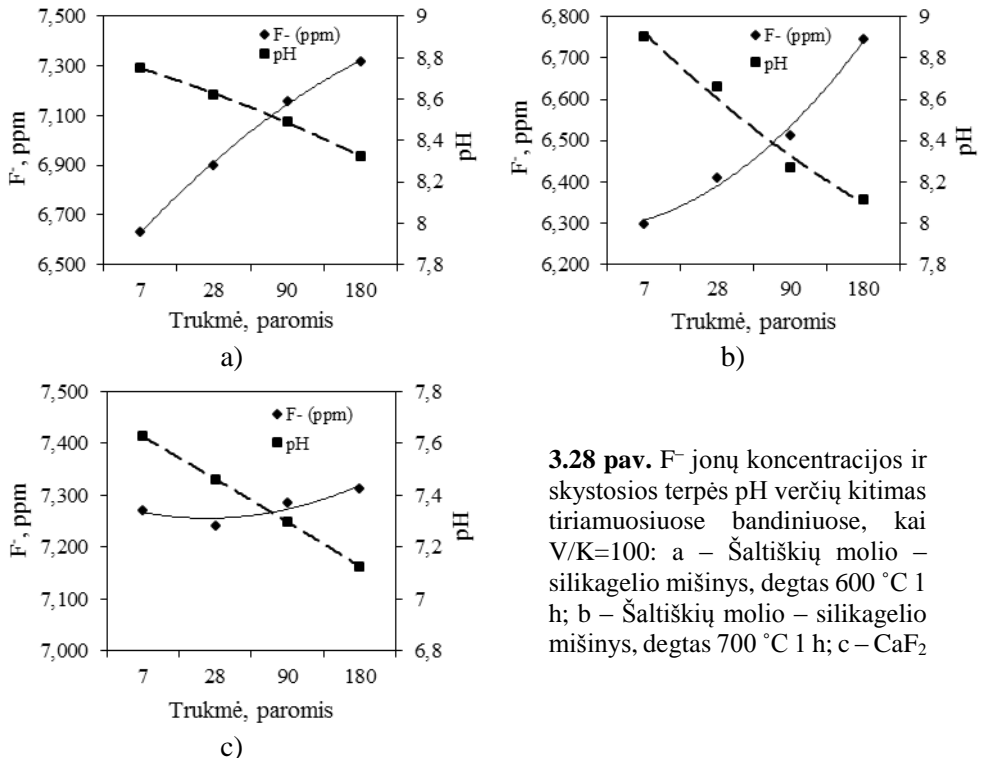 7,500
7,300
7,100
6,900
6,700
6,500
F-, ppm
F- (ppm)
pH
9
8,8
8,6
8,4
8,2
8
7,8
pH
7 28 90 180
Trukmė, paromis
a)
6,800
6,700
6,600
6,500
6,400
6,300
6,200
F-, ppm
F- (ppm)
pH
9
8,8
8,6
8,4
8,2
8
7,8
pH
7 28 90 180
Trukmė, paromis
b)
7,500
7,400
7,300
7,200
7,100
7,000
F-, ppm
F- (ppm)
pH
7,8
7,6
7,4
7,2
7
6,8
pH
7 28 90 180
Trukmė, paromis
c)
3.28 pav. F– jonų koncentracijos ir
skystosios terpės pH verčių kitimas
tiriamuosiuose bandiniuose, kai
V/K=100: a – Šaltiškių molio –
silikagelio mišinys, degtas 600 ˚C 1
h; b – Šaltiškių molio – silikagelio
mišinys, degtas 700 ˚C 1 h; c – CaF2